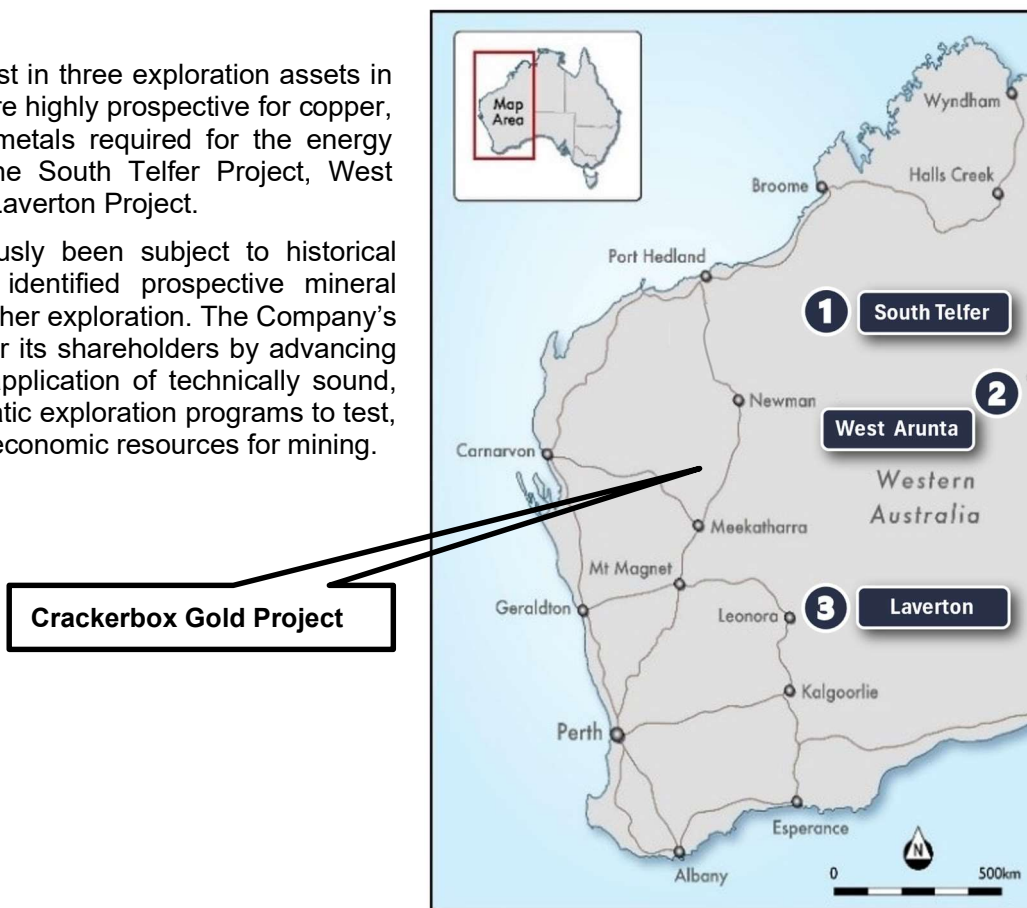 st in three exploration assets in
re highly prospective for copper,
metals required for the energy
he South Telfer Project, West
Laverton Project.
usly been subject to historical
identified prospective mineral
ther exploration. The Company's
r its shareholders by advancing
application of technically sound,
atic exploration programs to test,
economic resources for mining.
Crackerbox Gold Project
Map
Area
Wyndham
Halls Creek
Broome
Port Hedland
1 South Telfer
2
Newman
West Arunta
Carnarvon
Western
Australia
Meekatharra
Mt Magnet
Geraldton
Leonora
3 Laverton
Kalgoorlie
Perth
Esperance
Albany
N
0 500km